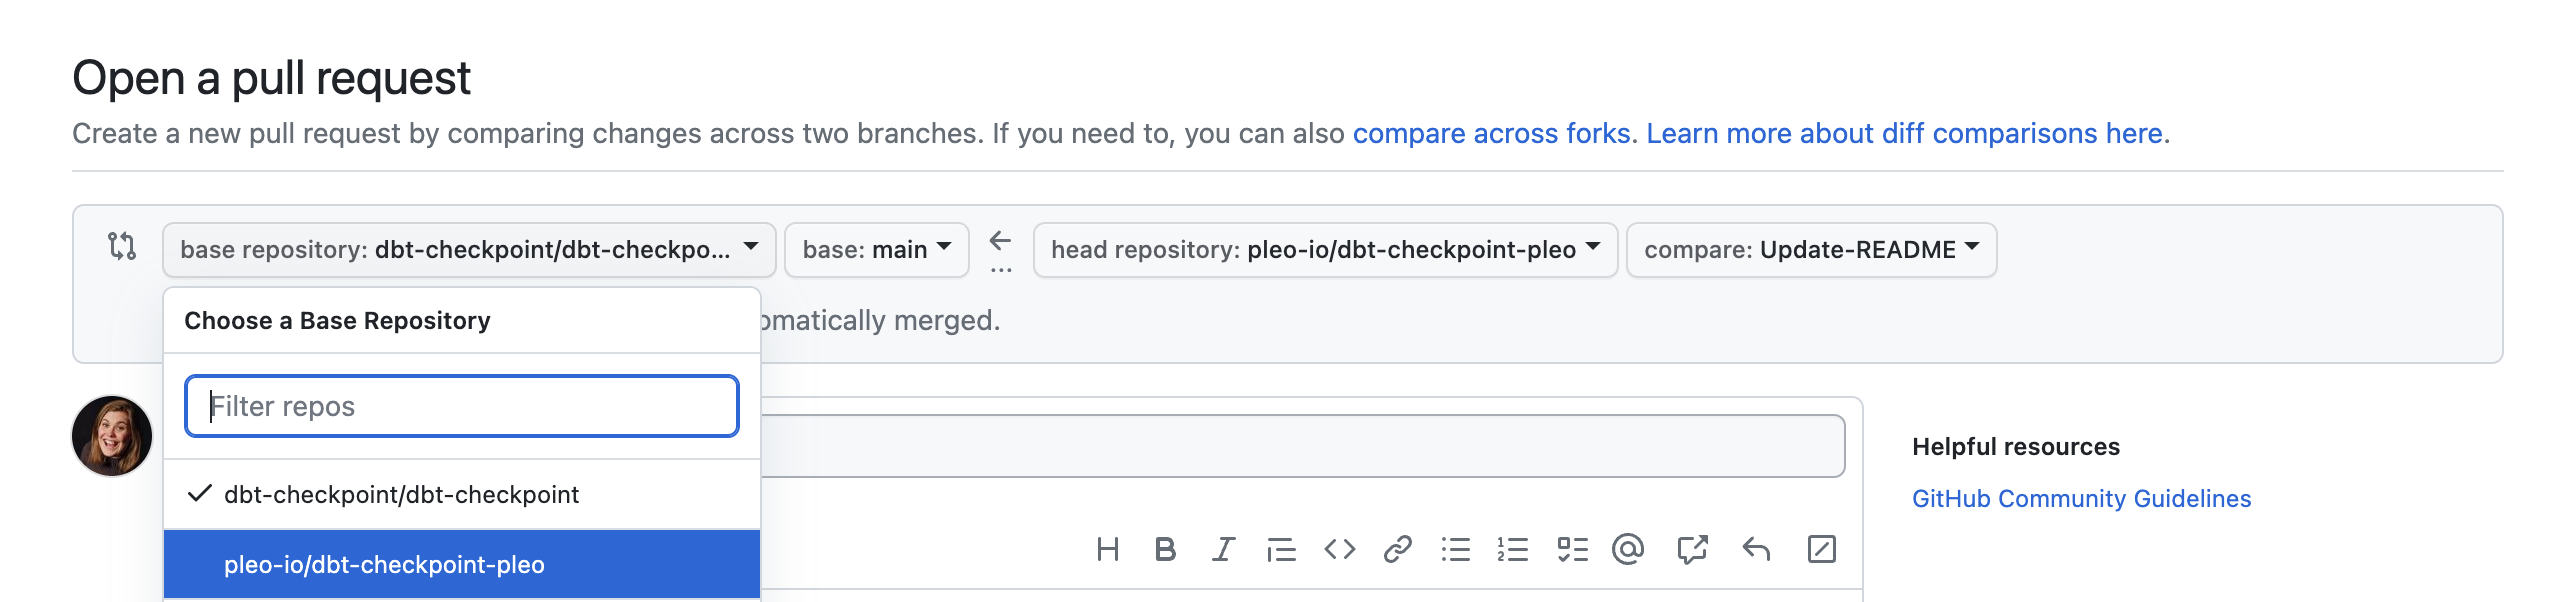 Open a pull request
Create a new pull request by comparing changes across two branches. If you need to, you can also compare across forks. Learn more about diff comparisons here.
base repository: dbt-checkpoint/dbt-checkpo... base: main head repository: pleo-io/dbt-checkpoint-pleo compare: Update-README
Choose a Base Repository
omatically merged.
Filter repos
dbt-checkpoint/dbt-checkpoint
pleo-io/dbt-checkpoint-pleo
Helpful resources
GitHub Community Guidelines